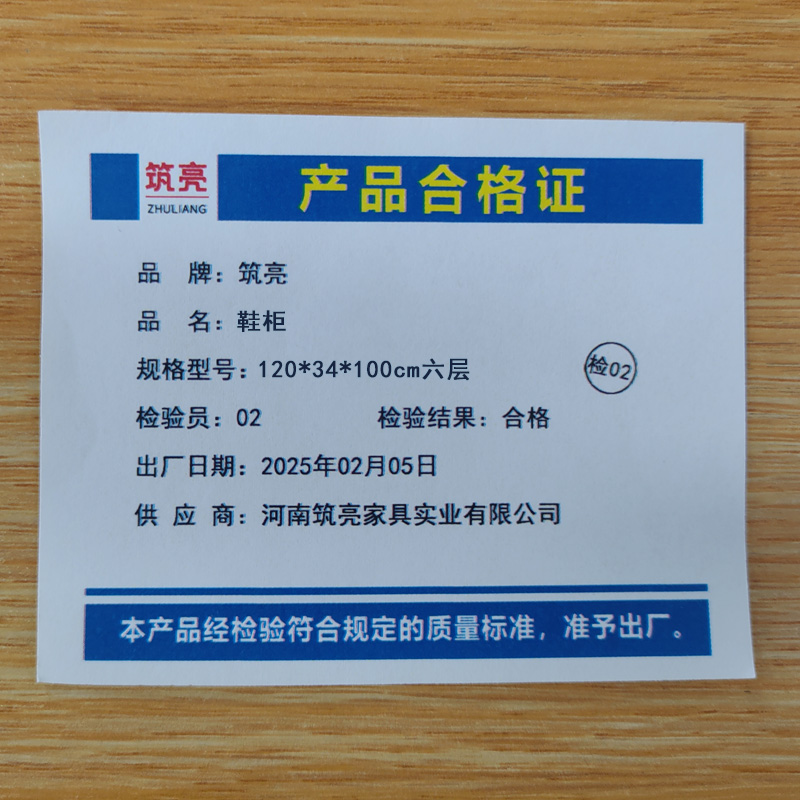 筑亮
ZHULIANG
产品合格证
品 牌：筑亮
品 名：鞋柜
规格型号：120*34*100cm六层
检02
检验员：02 检验结果：合格
出厂日期：2025年02月05日
供 应 商：河南筑亮家具实业有限公司
本产品经检验符合规定的质量标准，准予出厂。